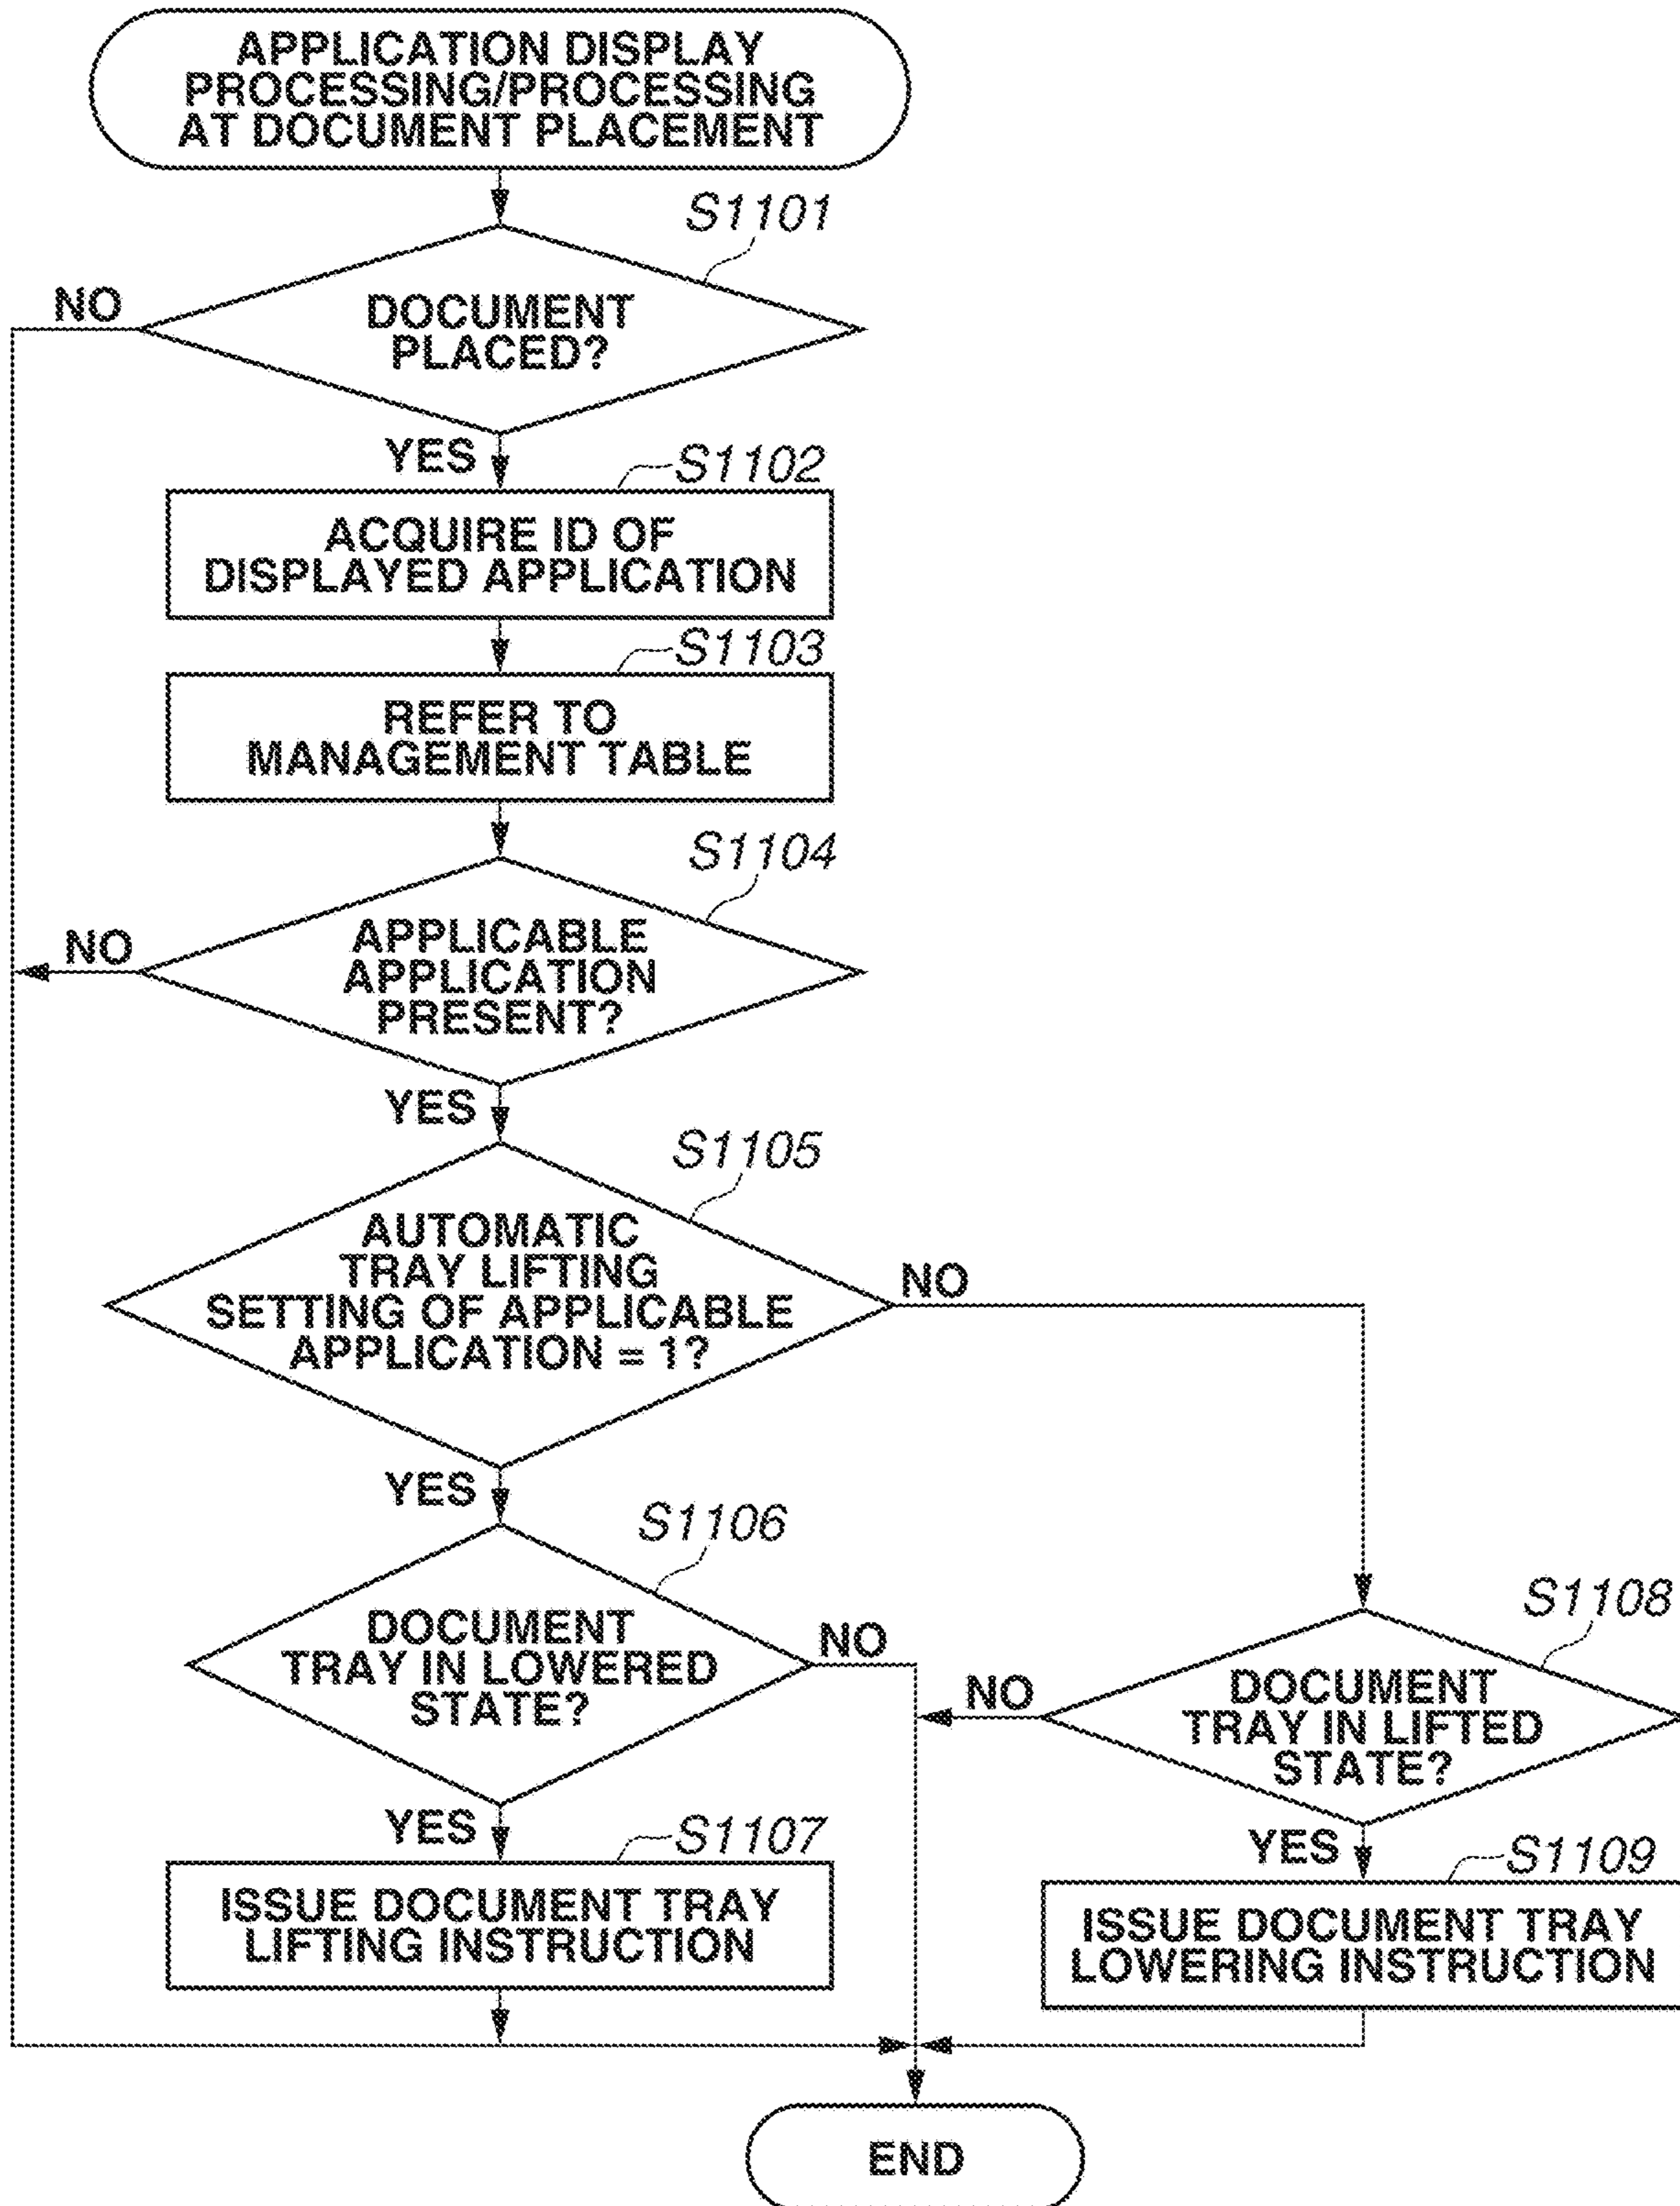 APPLICATION DISPLAY
PROCESSING/PROCESSING
AT DOCUMENT PLACEMENT
S1101
NO
DOCUMENT
PLACED?
YES
S1102
ACQUIRE ID OF
DISPLAYED APPLICATION
S1103
REFER TO
MANAGEMENT TABLE
S1104
NO
APPLICABLE
APPLICATION
PRESENT?
YES
S1105
AUTOMATIC
TRAY LIFTING
SETTING OF APPLICABLE
APPLICATION = 1?
NO
YES
S1106
DOCUMENT
TRAY IN LOWERED
STATE?
NO
S1108
NO
DOCUMENT
TRAY IN LIFTED
STATE?
YES
S1107
ISSUE DOCUMENT TRAY
LIFTING INSTRUCTION
YES
S1109
ISSUE DOCUMENT TRAY
LOWERING INSTRUCTION
END